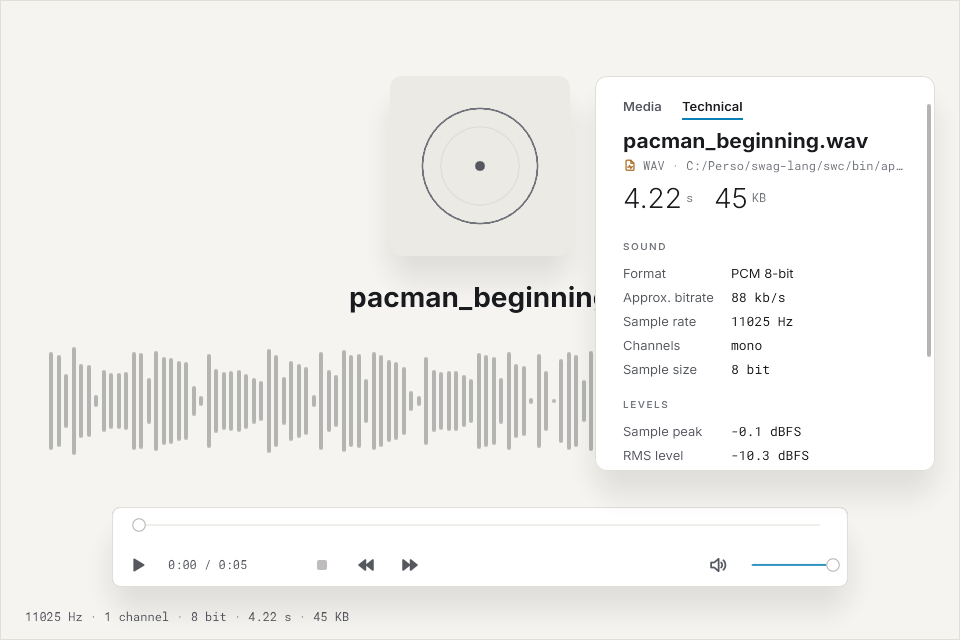 Media Technical
pacman_beginning.wav
WAV · C:/Perso/swag-lang/swc/bin/ap…
4.22 s 45 KB
SOUND
Format PCM 8-bit
Approx. bitrate 88 kb/s
Sample rate 11025 Hz
Channels mono
Sample size 8 bit
LEVELS
Sample peak -0.1 dBFS
RMS level -10.3 dBFS
pacman_beginning
0:00 / 0:05
11025 Hz · 1 channel · 8 bit · 4.22 s · 45 KB